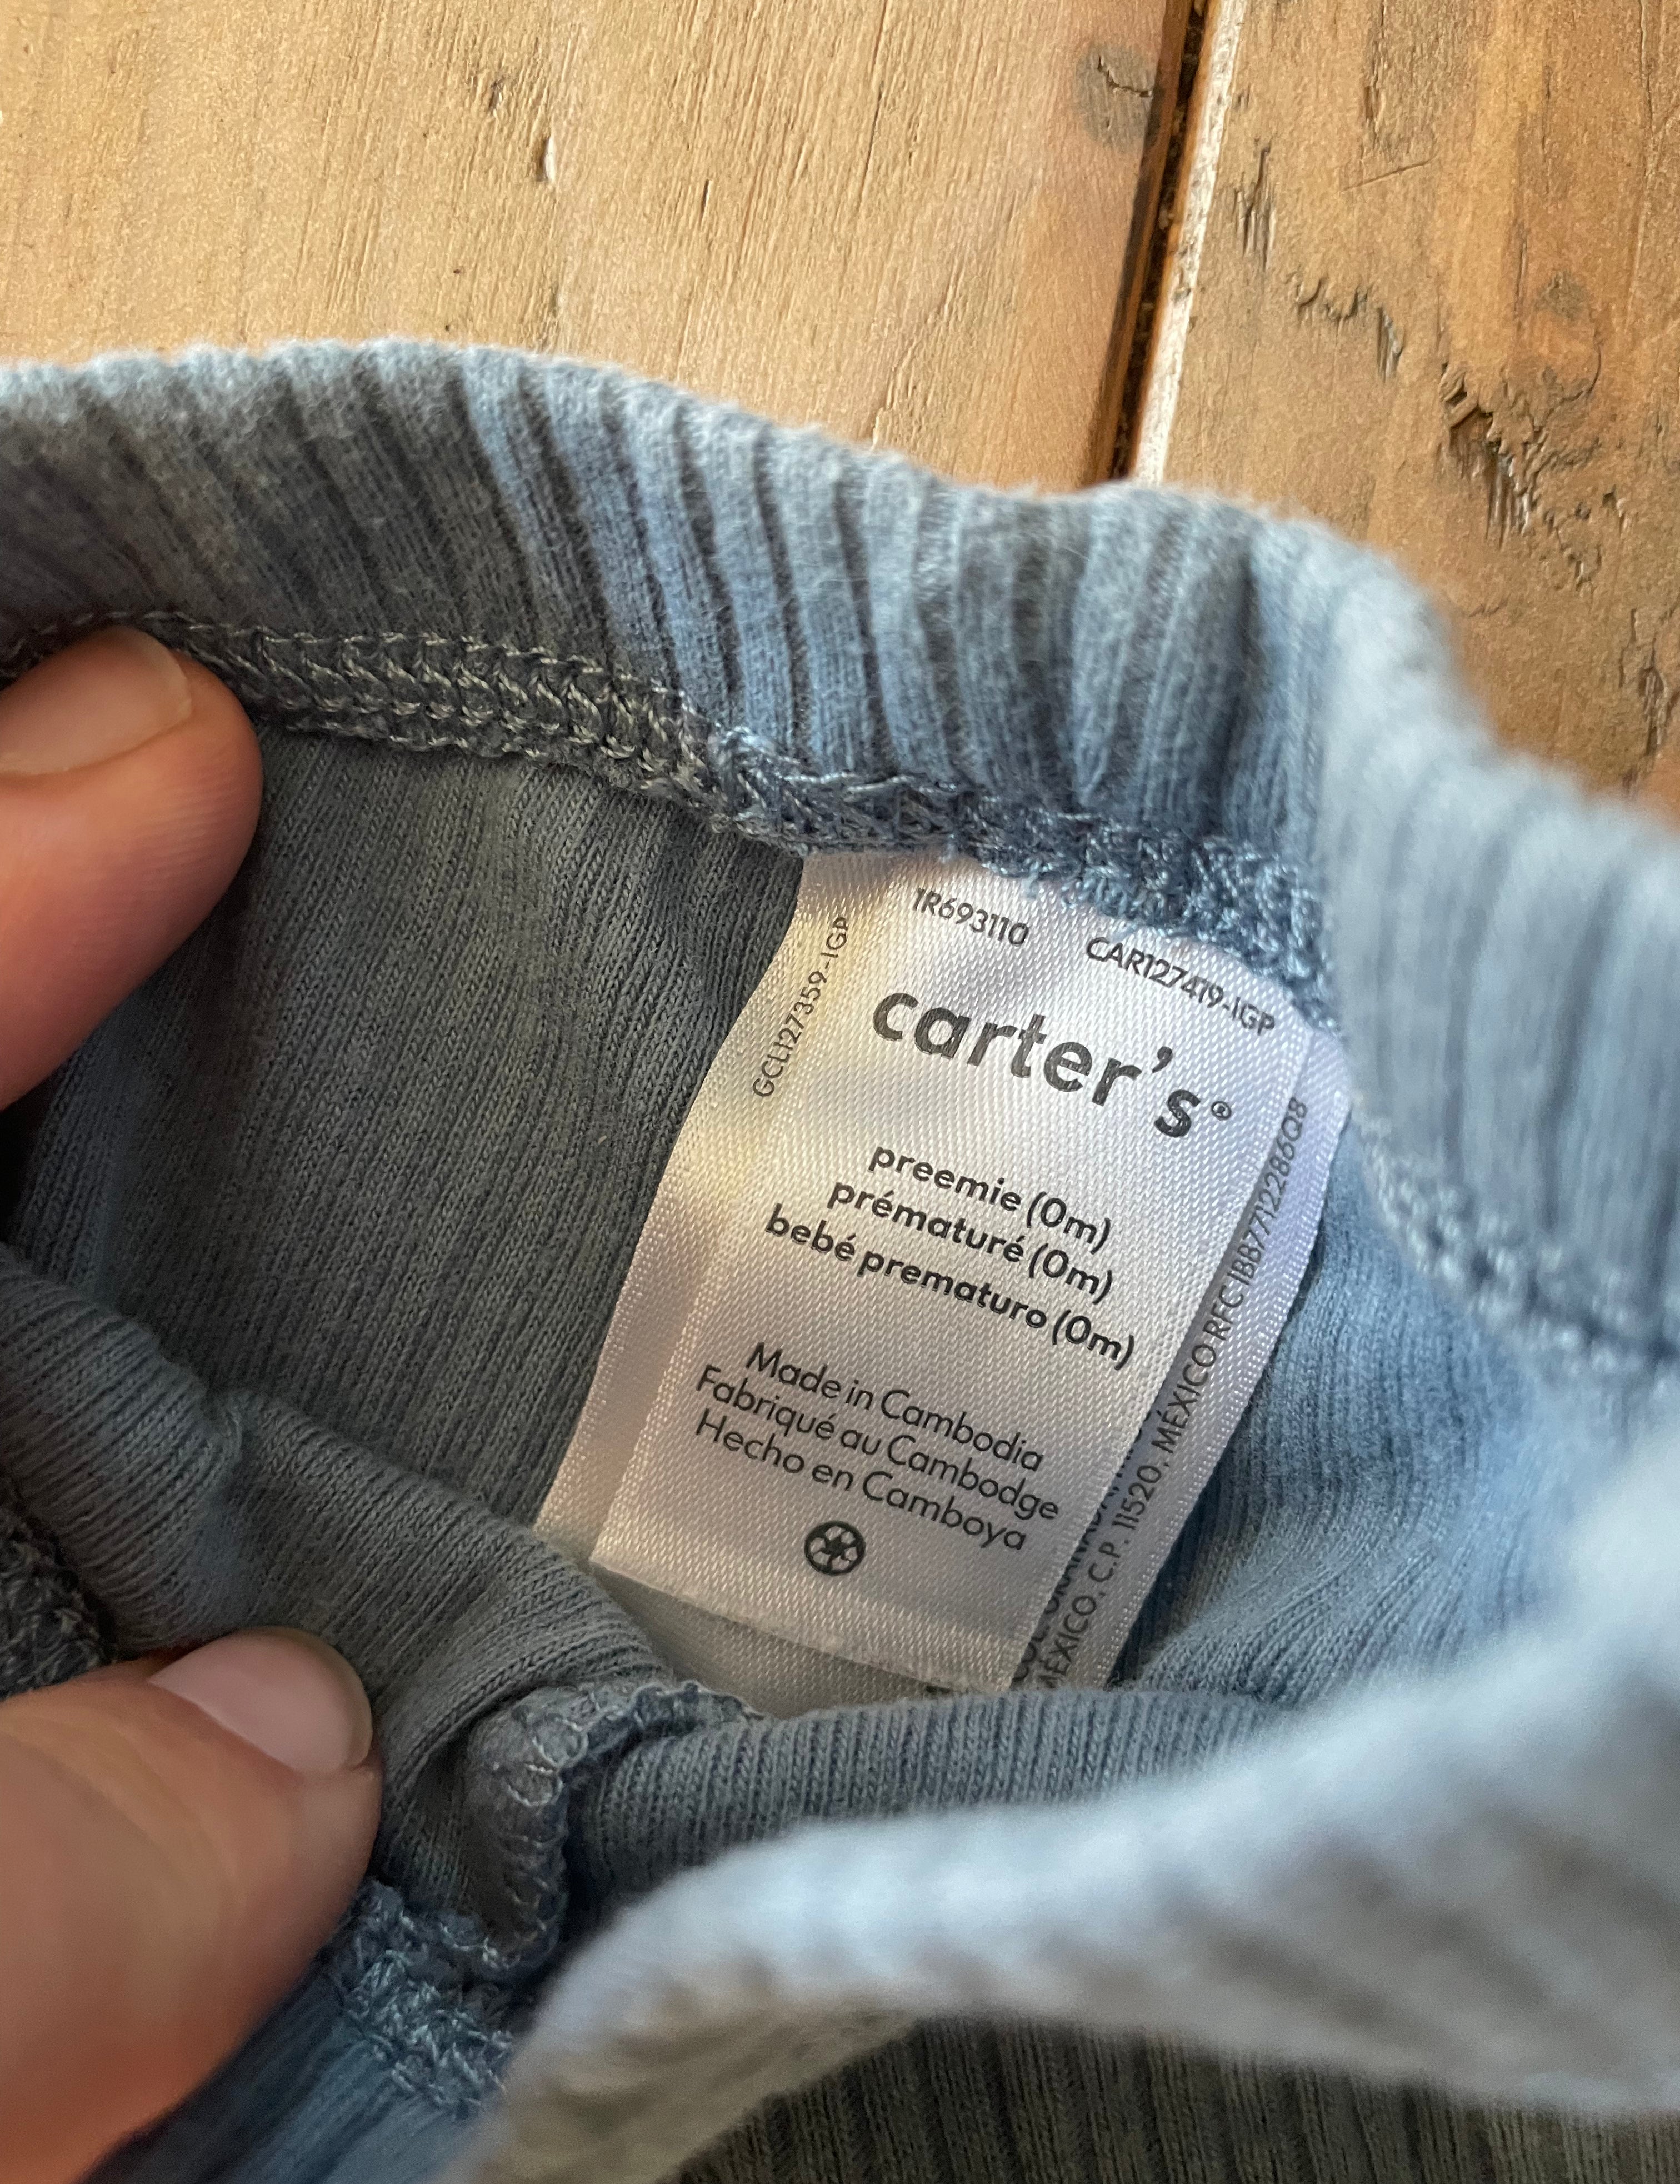 1R693110 CAR127419-IGP
GCL127359-IGP
carter's®
preemie (0m)
prématuré (0m)
bebé prematuro (0m)
Made in Cambodia
Fabriqué au Cambodge
Hecho en Camboya
MÉXICO, C.P. 11520, MÉXICO RFC IBB7712286Q8